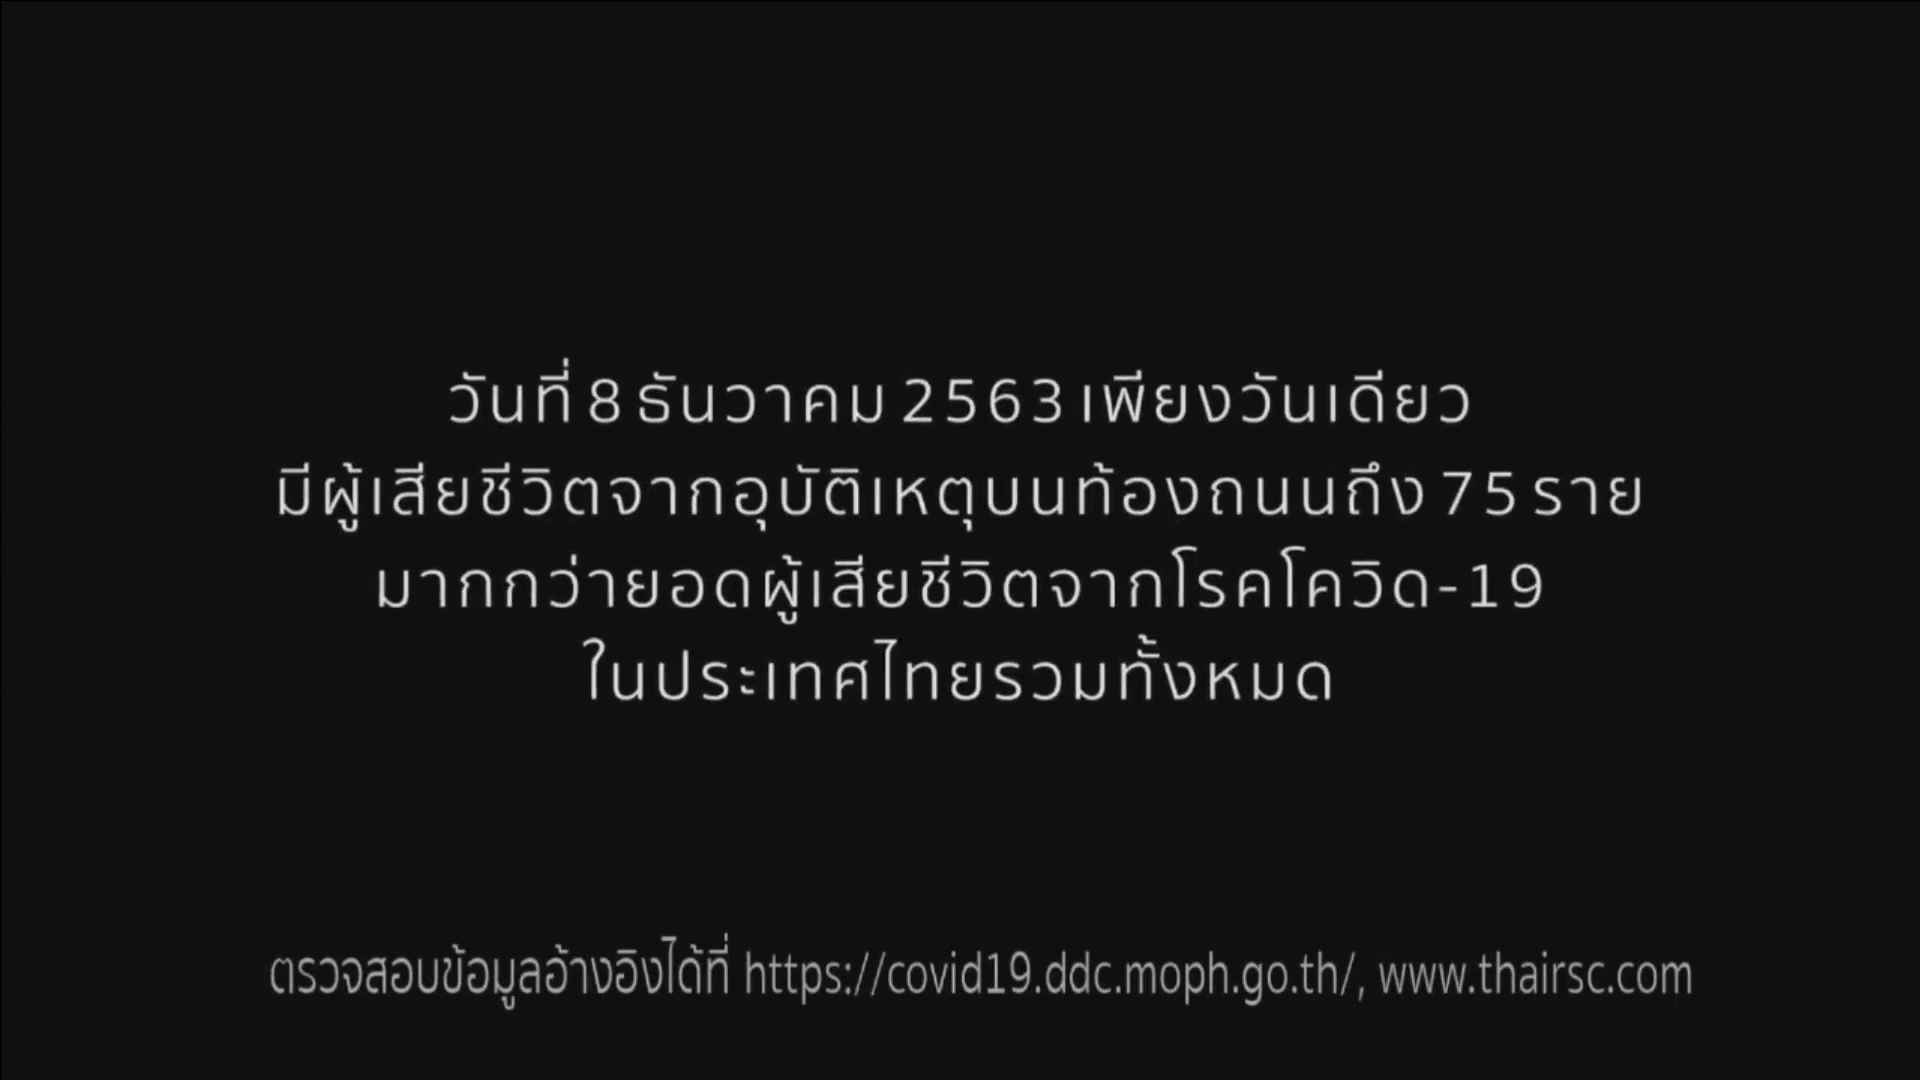 วันที่ 8 ธันวาคม 2563 เพียงวันเดียว
มีผู้เสียชีวิตจากอุบัติเหตุบนท้องถนนถึง 75 ราย
มากกว่ายอดผู้เสียชีวิตจากโรคโควิด-19
ในประเทศไทยรวมทั้งหมด
ตรวจสอบข้อมูลอ้างอิงได้ที่ https://covid19.ddc.moph.go.th/, www.thairsc.com